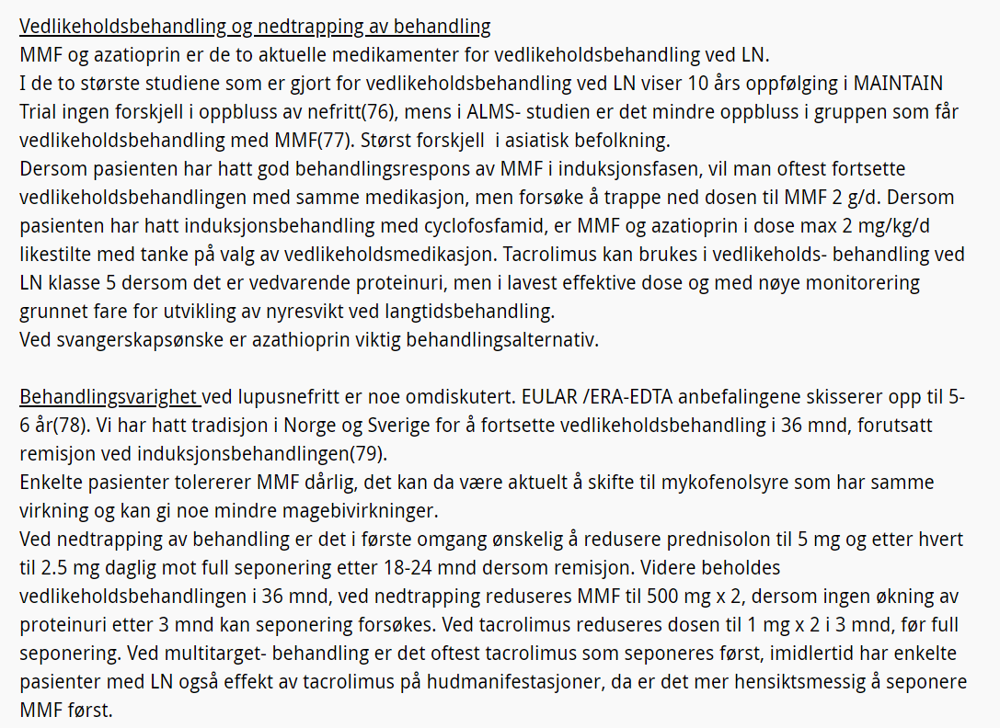 Vedlikeholdsbehandling og nedtrapping av behandling
MMF og azatioprin er de to aktuelle medikamenter for vedlikeholdsbehandling ved LN.
I de to største studiene som er gjort for vedlikeholdsbehandling ved LN viser 10 års oppfølging i MAINTAIN
Trial ingen forskjell i oppbluss av nefritt(76), mens i ALMS- studien er det mindre oppbluss i gruppen som får
vedlikeholdsbehandling med MMF(77). Størst forskjell  i asiatisk befolkning.
Dersom pasienten har hatt god behandlingsrespons av MMF i induksjonsfasen, vil man oftest fortsette
vedlikeholdsbehandlingen med samme medikasjon, men forsøke å trappe ned dosen til MMF 2 g/d. Dersom
pasienten har hatt induksjonsbehandling med cyclofosfamid, er MMF og azatioprin i dose max 2 mg/kg/d
likestilte med tanke på valg av vedlikeholdsmedikasjon. Tacrolimus kan brukes i vedlikeholds- behandling ved
LN klasse 5 dersom det er vedvarende proteinuri, men i lavest effektive dose og med nøye monitorering
grunnet fare for utvikling av nyresvikt ved langtidsbehandling.
Ved svangerskapsønske er azathioprin viktig behandlingsalternativ.
Behandlingsvarighet ved lupusnefritt er noe omdiskutert. EULAR /ERA-EDTA anbefalingene skisserer opp til 5-
6 år(78). Vi har hatt tradisjon i Norge og Sverige for å fortsette vedlikeholdsbehandling i 36 mnd, forutsatt
remisjon ved induksjonsbehandlingen(79).
Enkelte pasienter tolererer MMF dårlig, det kan da være aktuelt å skifte til mykofenolsyre som har samme
virkning og kan gi noe mindre magebivirkninger.
Ved nedtrapping av behandling er det i første omgang ønskelig å redusere prednisolon til 5 mg og etter hvert
til 2.5 mg daglig mot full seponering etter 18-24 mnd dersom remisjon. Videre beholdes
vedlikeholdsbehandlingen i 36 mnd, ved nedtrapping reduseres MMF til 500 mg x 2, dersom ingen økning av
proteinuri etter 3 mnd kan seponering forsøkes. Ved tacrolimus reduseres dosen til 1 mg x 2 i 3 mnd, før full
seponering. Ved multitarget- behandling er det oftest tacrolimus som seponeres først, imidlertid har enkelte
pasienter med LN også effekt av tacrolimus på hudmanifestasjoner, da er det mer hensiktsmessig å seponere
MMF først.